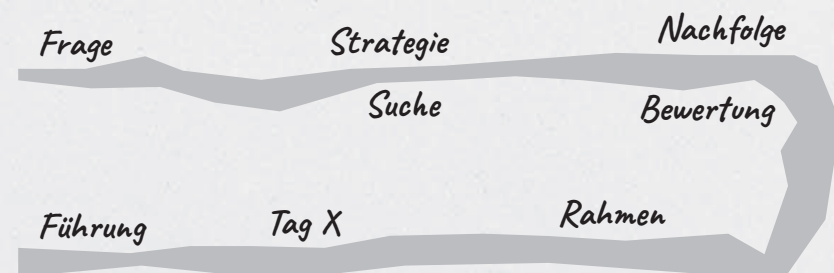 Frage
Strategie
Nachfolge
Suche
Bewertung
Führung
Tag X
Rahmen